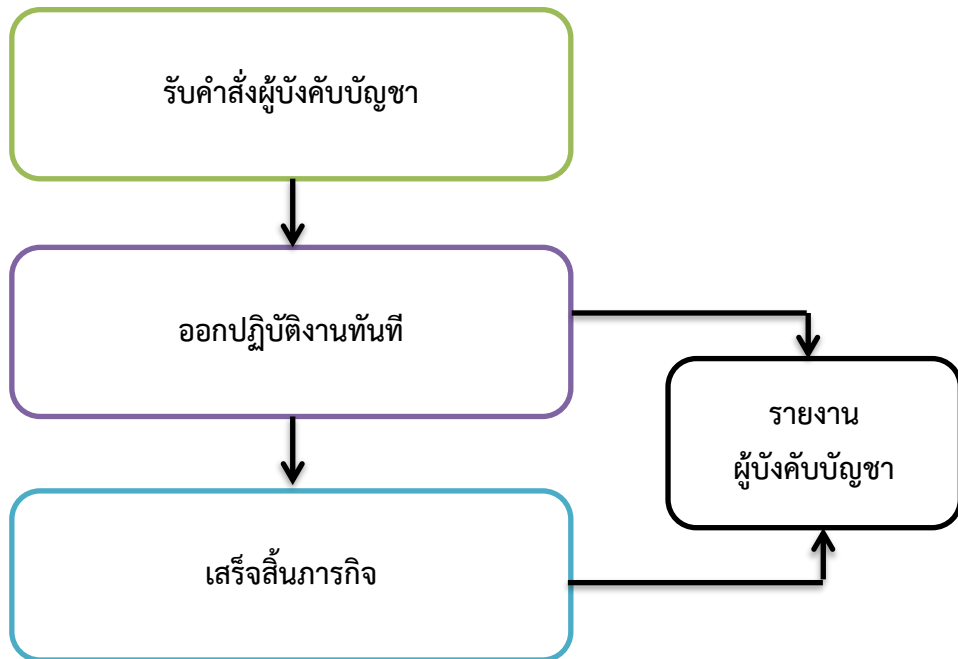 รับคำสั่งผู้บังคับบัญชา
ออกปฏิบัติงานทันที
รายงาน
ผู้บังคับบัญชา
เสร็จสิ้นภารกิจ